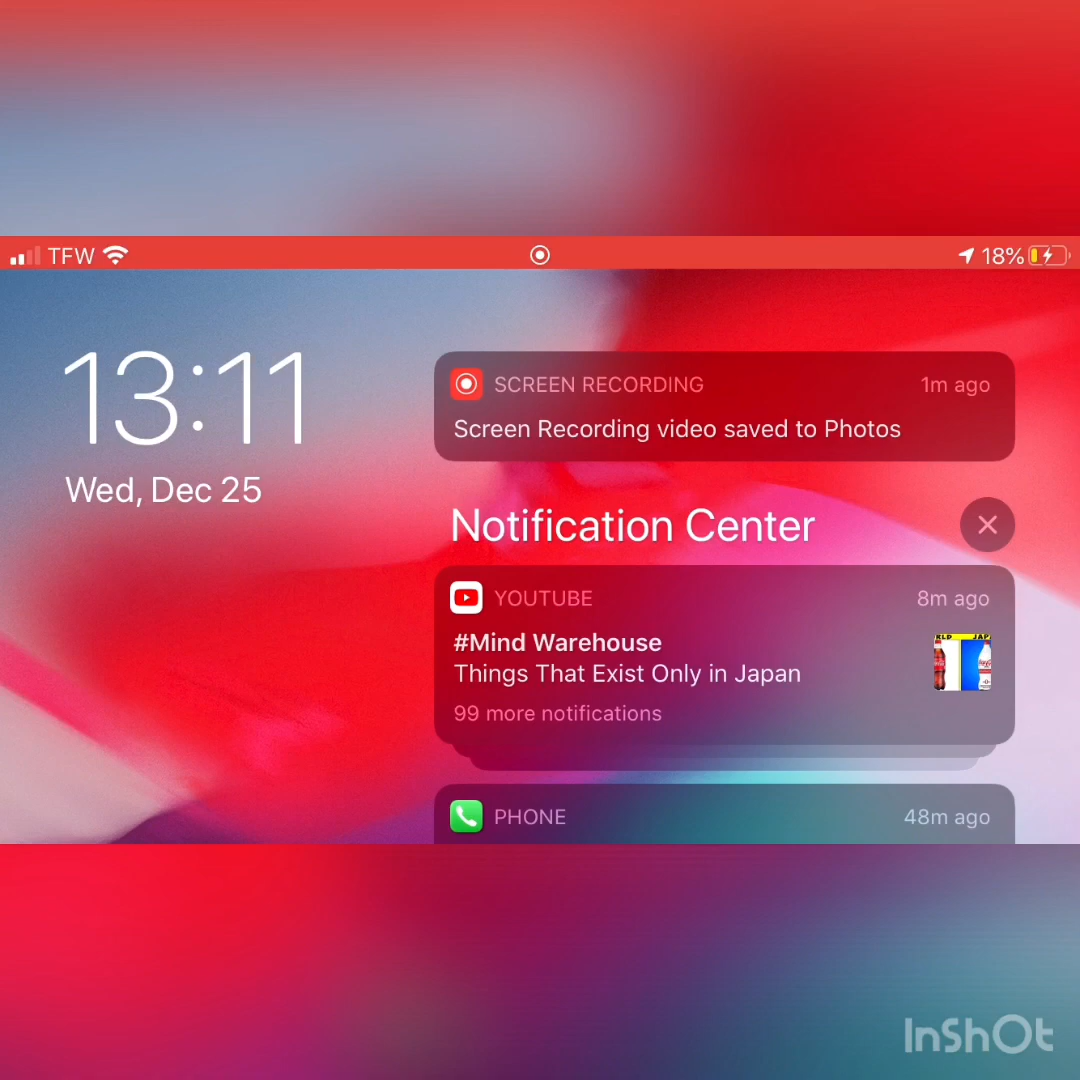 TFW
18%
13:11
Wed, Dec 25
SCREEN RECORDING
1m ago
Screen Recording video saved to Photos
Notification Center
YOUTUBE
8m ago
#Mind Warehouse
Things That Exist Only in Japan
99 more notifications
PHONE
48m ago
InShOt